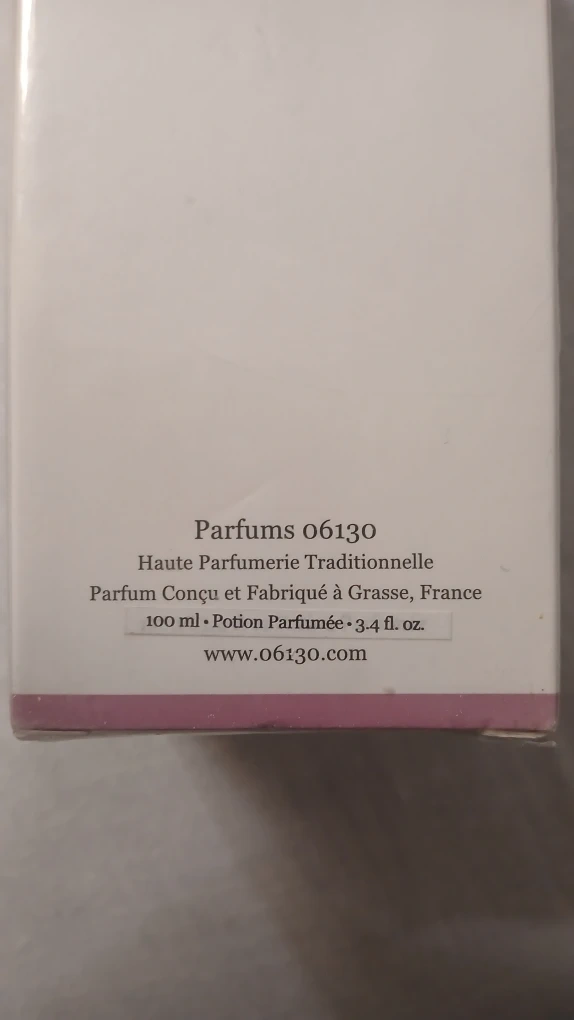 Parfums 06130
Haute Parfumerie Traditionnelle
Parfum Conçu et Fabriqué à Grasse, France
100 ml • Potion Parfumée • 3.4 fl. oz.
www.06130.com